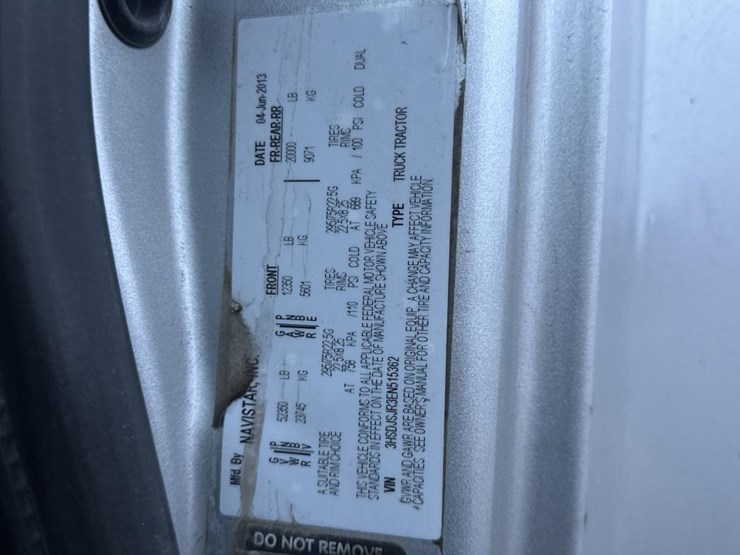 Mfd. By NAVISTAR, INC. DATE 04-Jun-2013
FRONT FR-REAR-RR
GVWR 52350 LB GAWR 12350 LB 20000 LB
23745 KG 5601 KG 9071 KG
A SUITABLE TIRE 295/75R22.5G TIRES 295/75R22.5G TIRES
AND RIM CHOICE 22.5X8.25 RIMS 22.5X8.25 RIMS
AT 758 KPA /110 PSI COLD AT 689 KPA / 100 PSI COLD DUAL
THIS VEHICLE CONFORMS TO ALL APPLICABLE FEDERAL MOTOR VEHICLE SAFETY
STANDARDS IN EFFECT ON THE DATE OF MANUFACTURE SHOWN ABOVE
VIN 3HSDJSJR3EN515362 TYPE TRUCK TRACTOR
GVWR AND GAWR ARE BASED ON ORIGINAL EQUIP. A CHANGE MAY AFFECT VEHICLE
CAPACITIES. SEE OWNER'S MANUAL FOR OTHER TIRE AND CAPACITY INFORMATION
DO NOT REMOVE